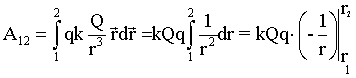 A₁₂ = ∫₁² qk Q/r³ r⃗dr⃗ =kQq∫₁² 1/r² dr = kQq·(-1/r)|r₁ r₂